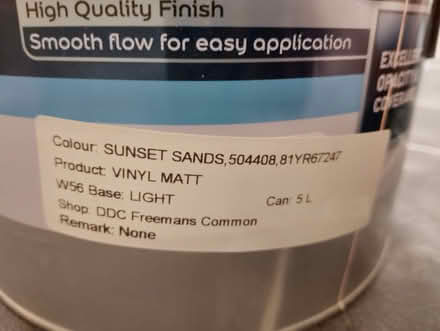 High Quality Finish
Smooth flow for easy application
Colour: SUNSET SANDS,504408,81YR67247
Product: VINYL MATT
W56 Base: LIGHT
Can: 5 L
Shop: DDC Freemans Common
Remark: None